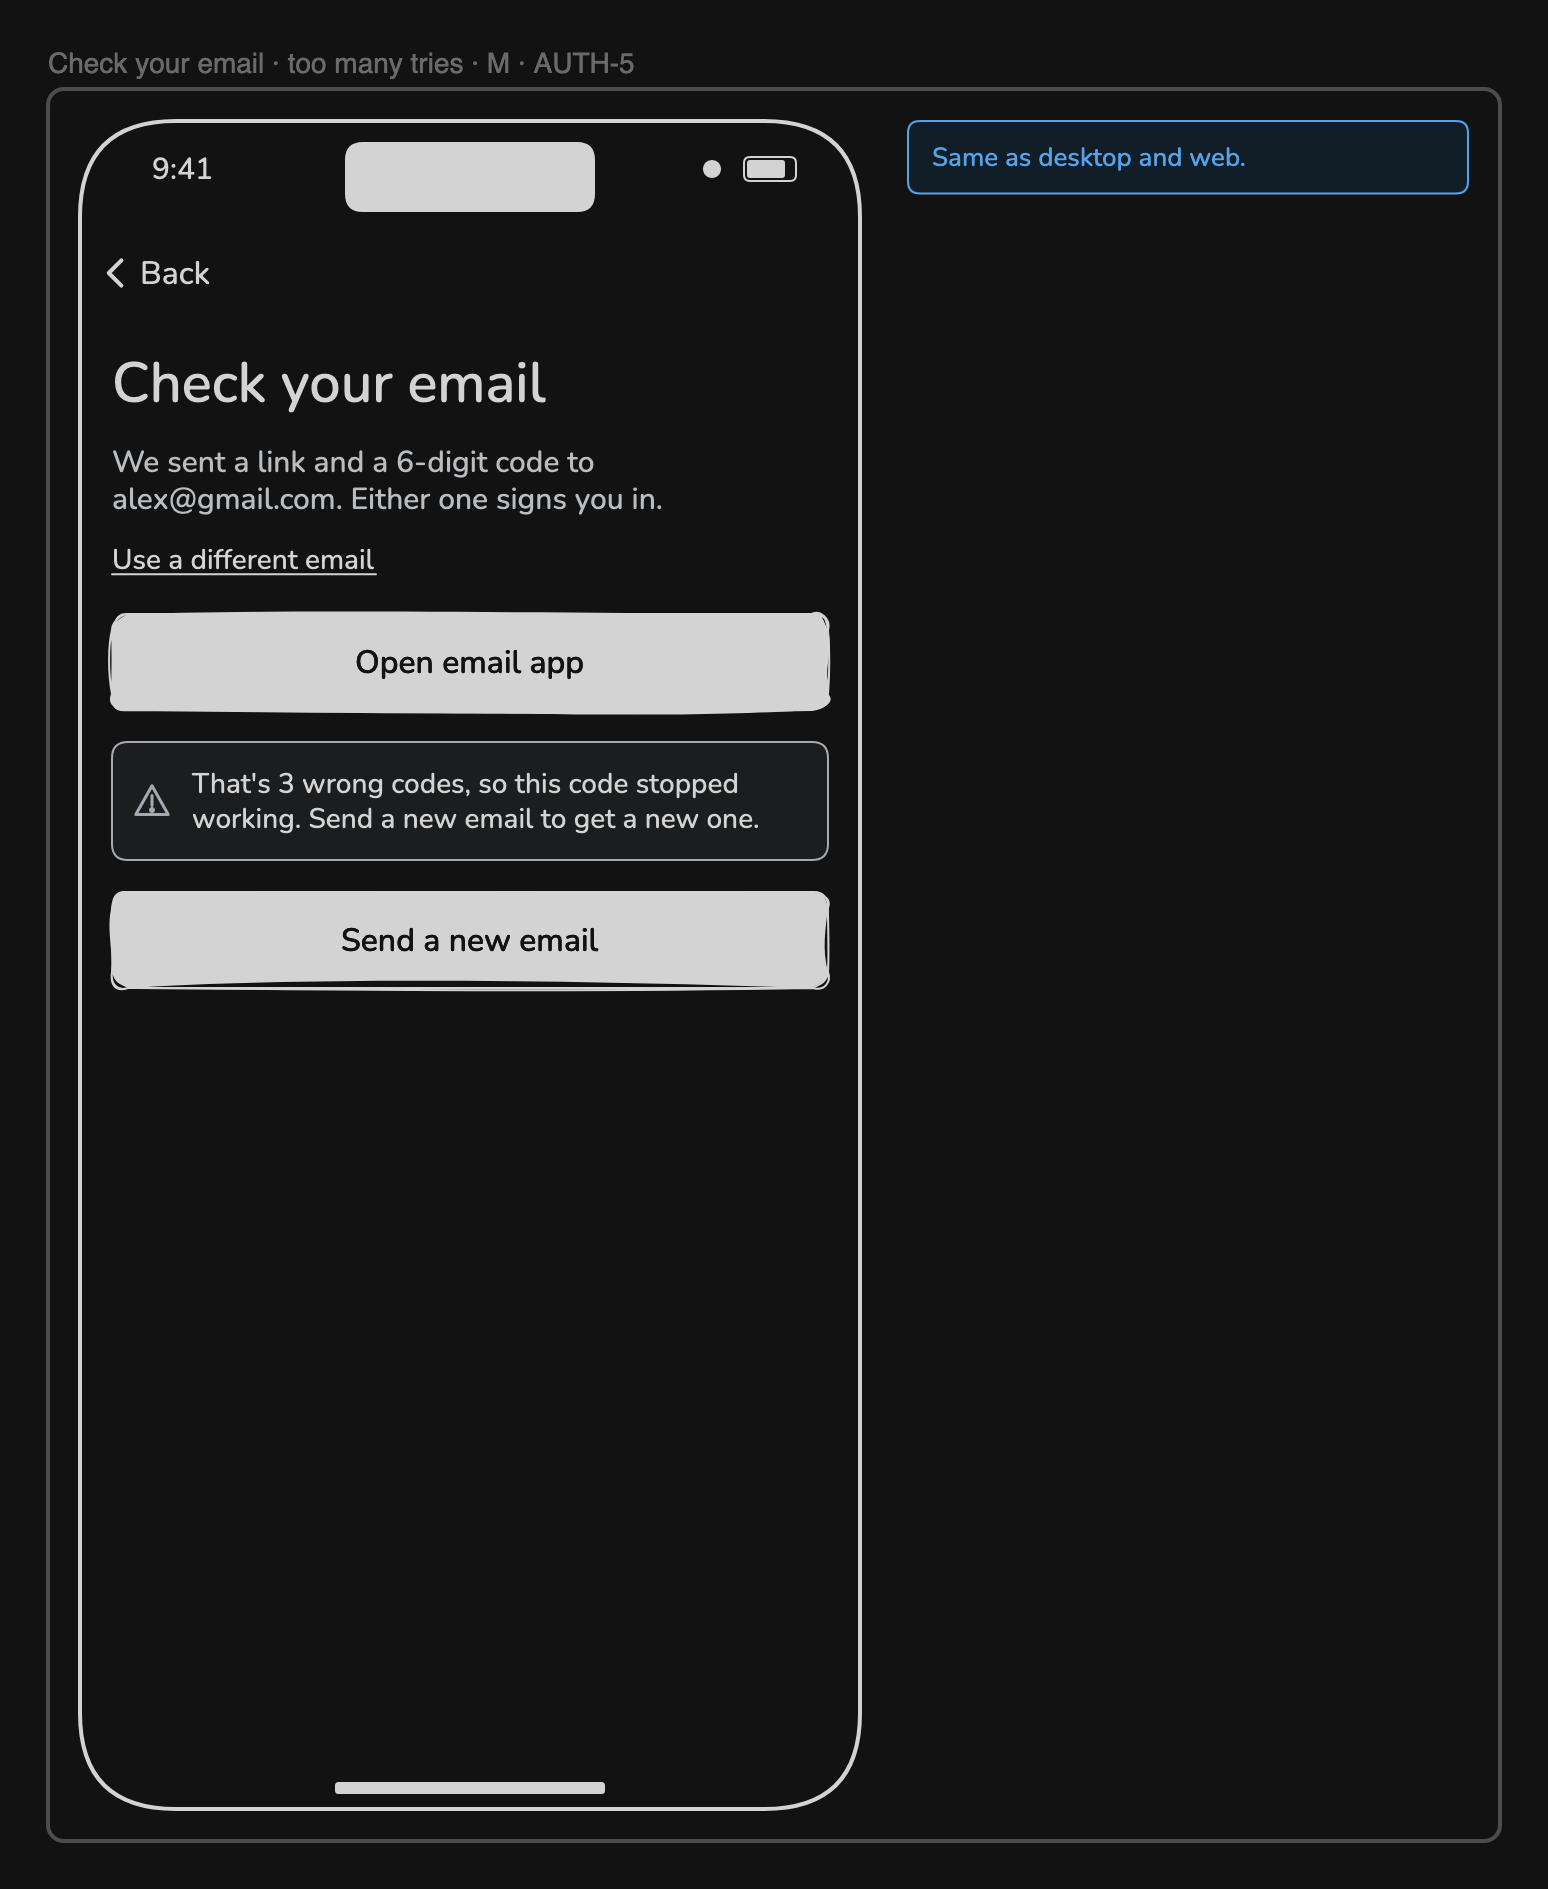 Check your email · too many tries · M · AUTH-5
9:41
Same as desktop and web.
Back
Check your email
We sent a link and a 6-digit code to
alex@gmail.com. Either one signs you in.
Use a different email
Open email app
That's 3 wrong codes, so this code stopped
working. Send a new email to get a new one.
Send a new email